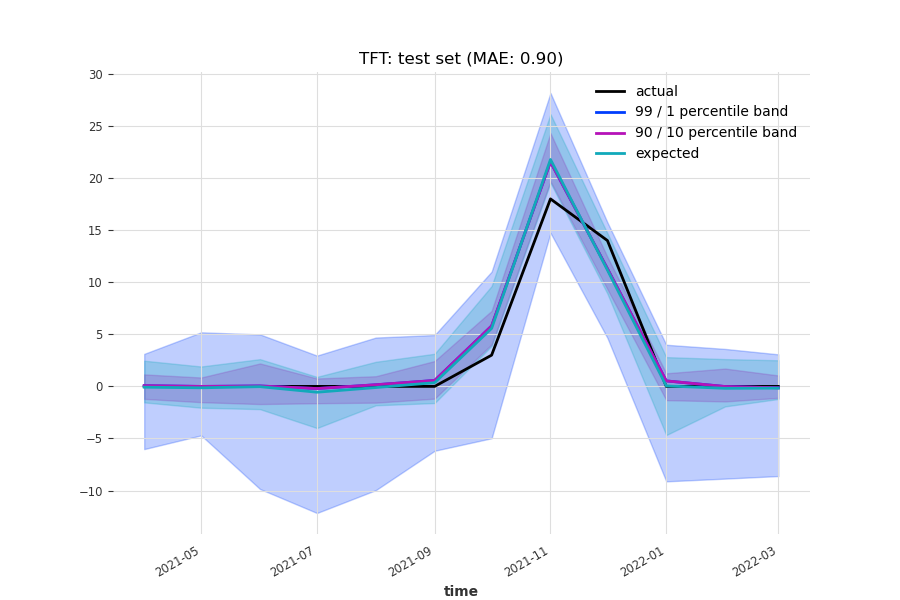 TFT: test set (MAE: 0.90)
actual
99 / 1 percentile band
90 / 10 percentile band
expected
30
25
20
15
10
5
0
−5
−10
2021-05
2021-07
2021-09
2021-11
2022-01
2022-03
time